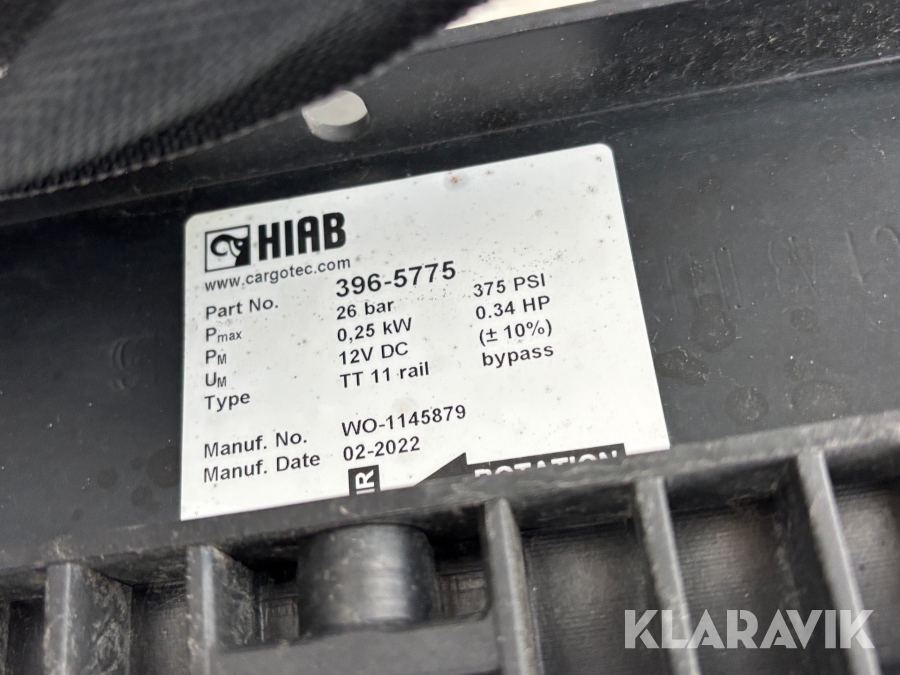 HIAB
www.cargotec.com
Part No. 396-5775
Pmax 26 bar 375 PSI
PM 0,25 kW 0.34 HP
UM 12V DC (± 10%)
Type TT 11 rail bypass
Manuf. No. WO-1145879
Manuf. Date 02-2022
ROTATION
KLARAVIK